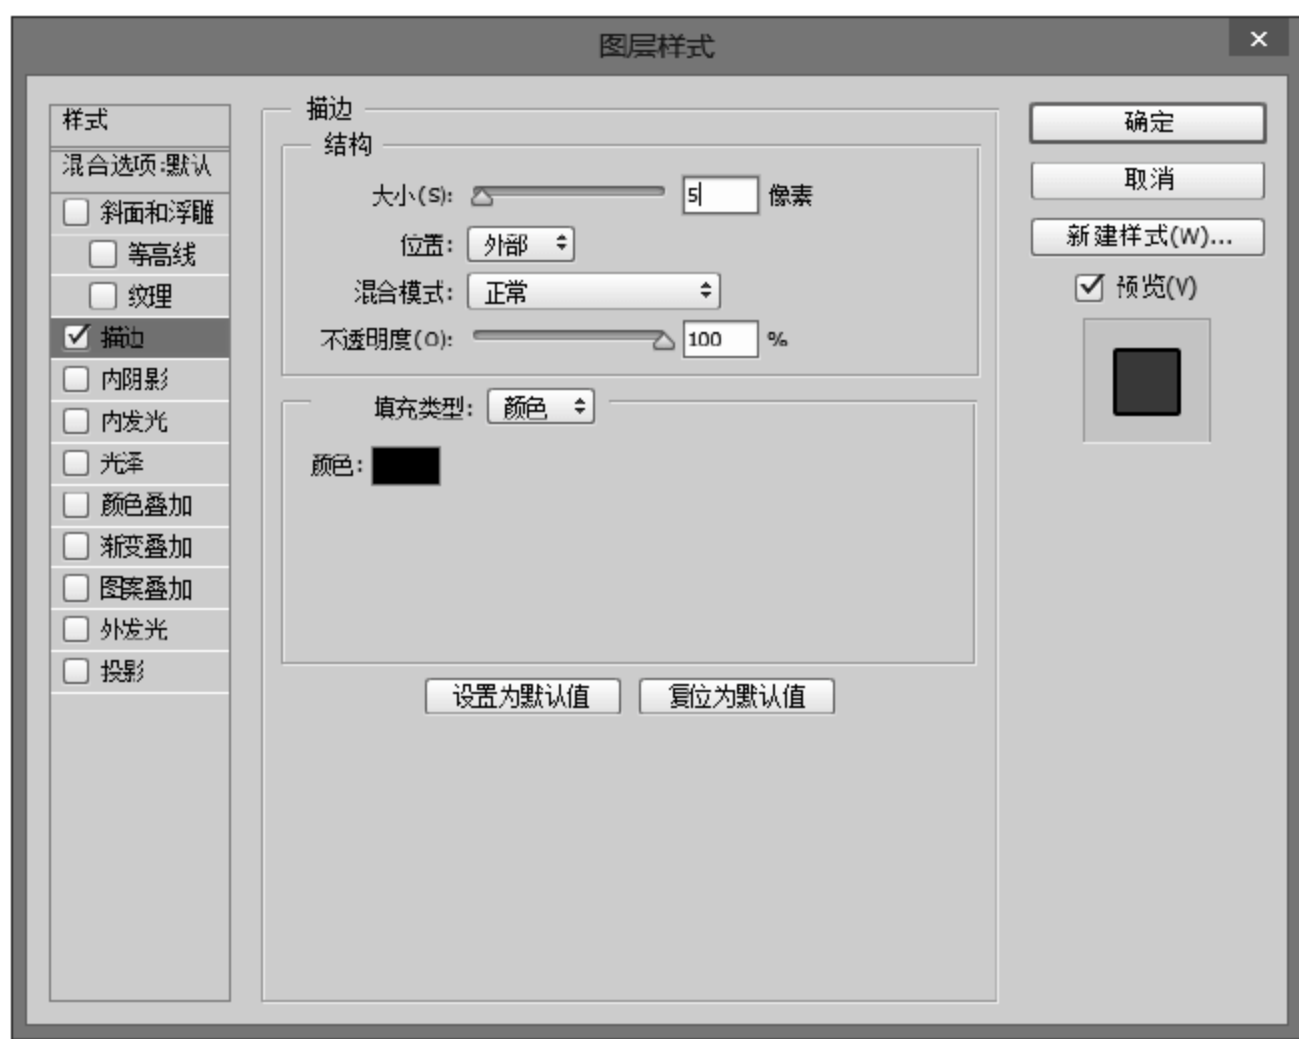 图层样式
样式
混合选项:默认
斜面和浮雕
等高线
纹理
描边
内阴影
内发光
光泽
颜色叠加
渐变叠加
图案叠加
外发光
投影
描边
结构
大小(S): 5 像素
位置: 外部
混合模式: 正常
不透明度(O): 100 %
填充类型: 颜色
颜色:
设置为默认值 复位为默认值
确定
取消
新建样式(W)...
预览(V)